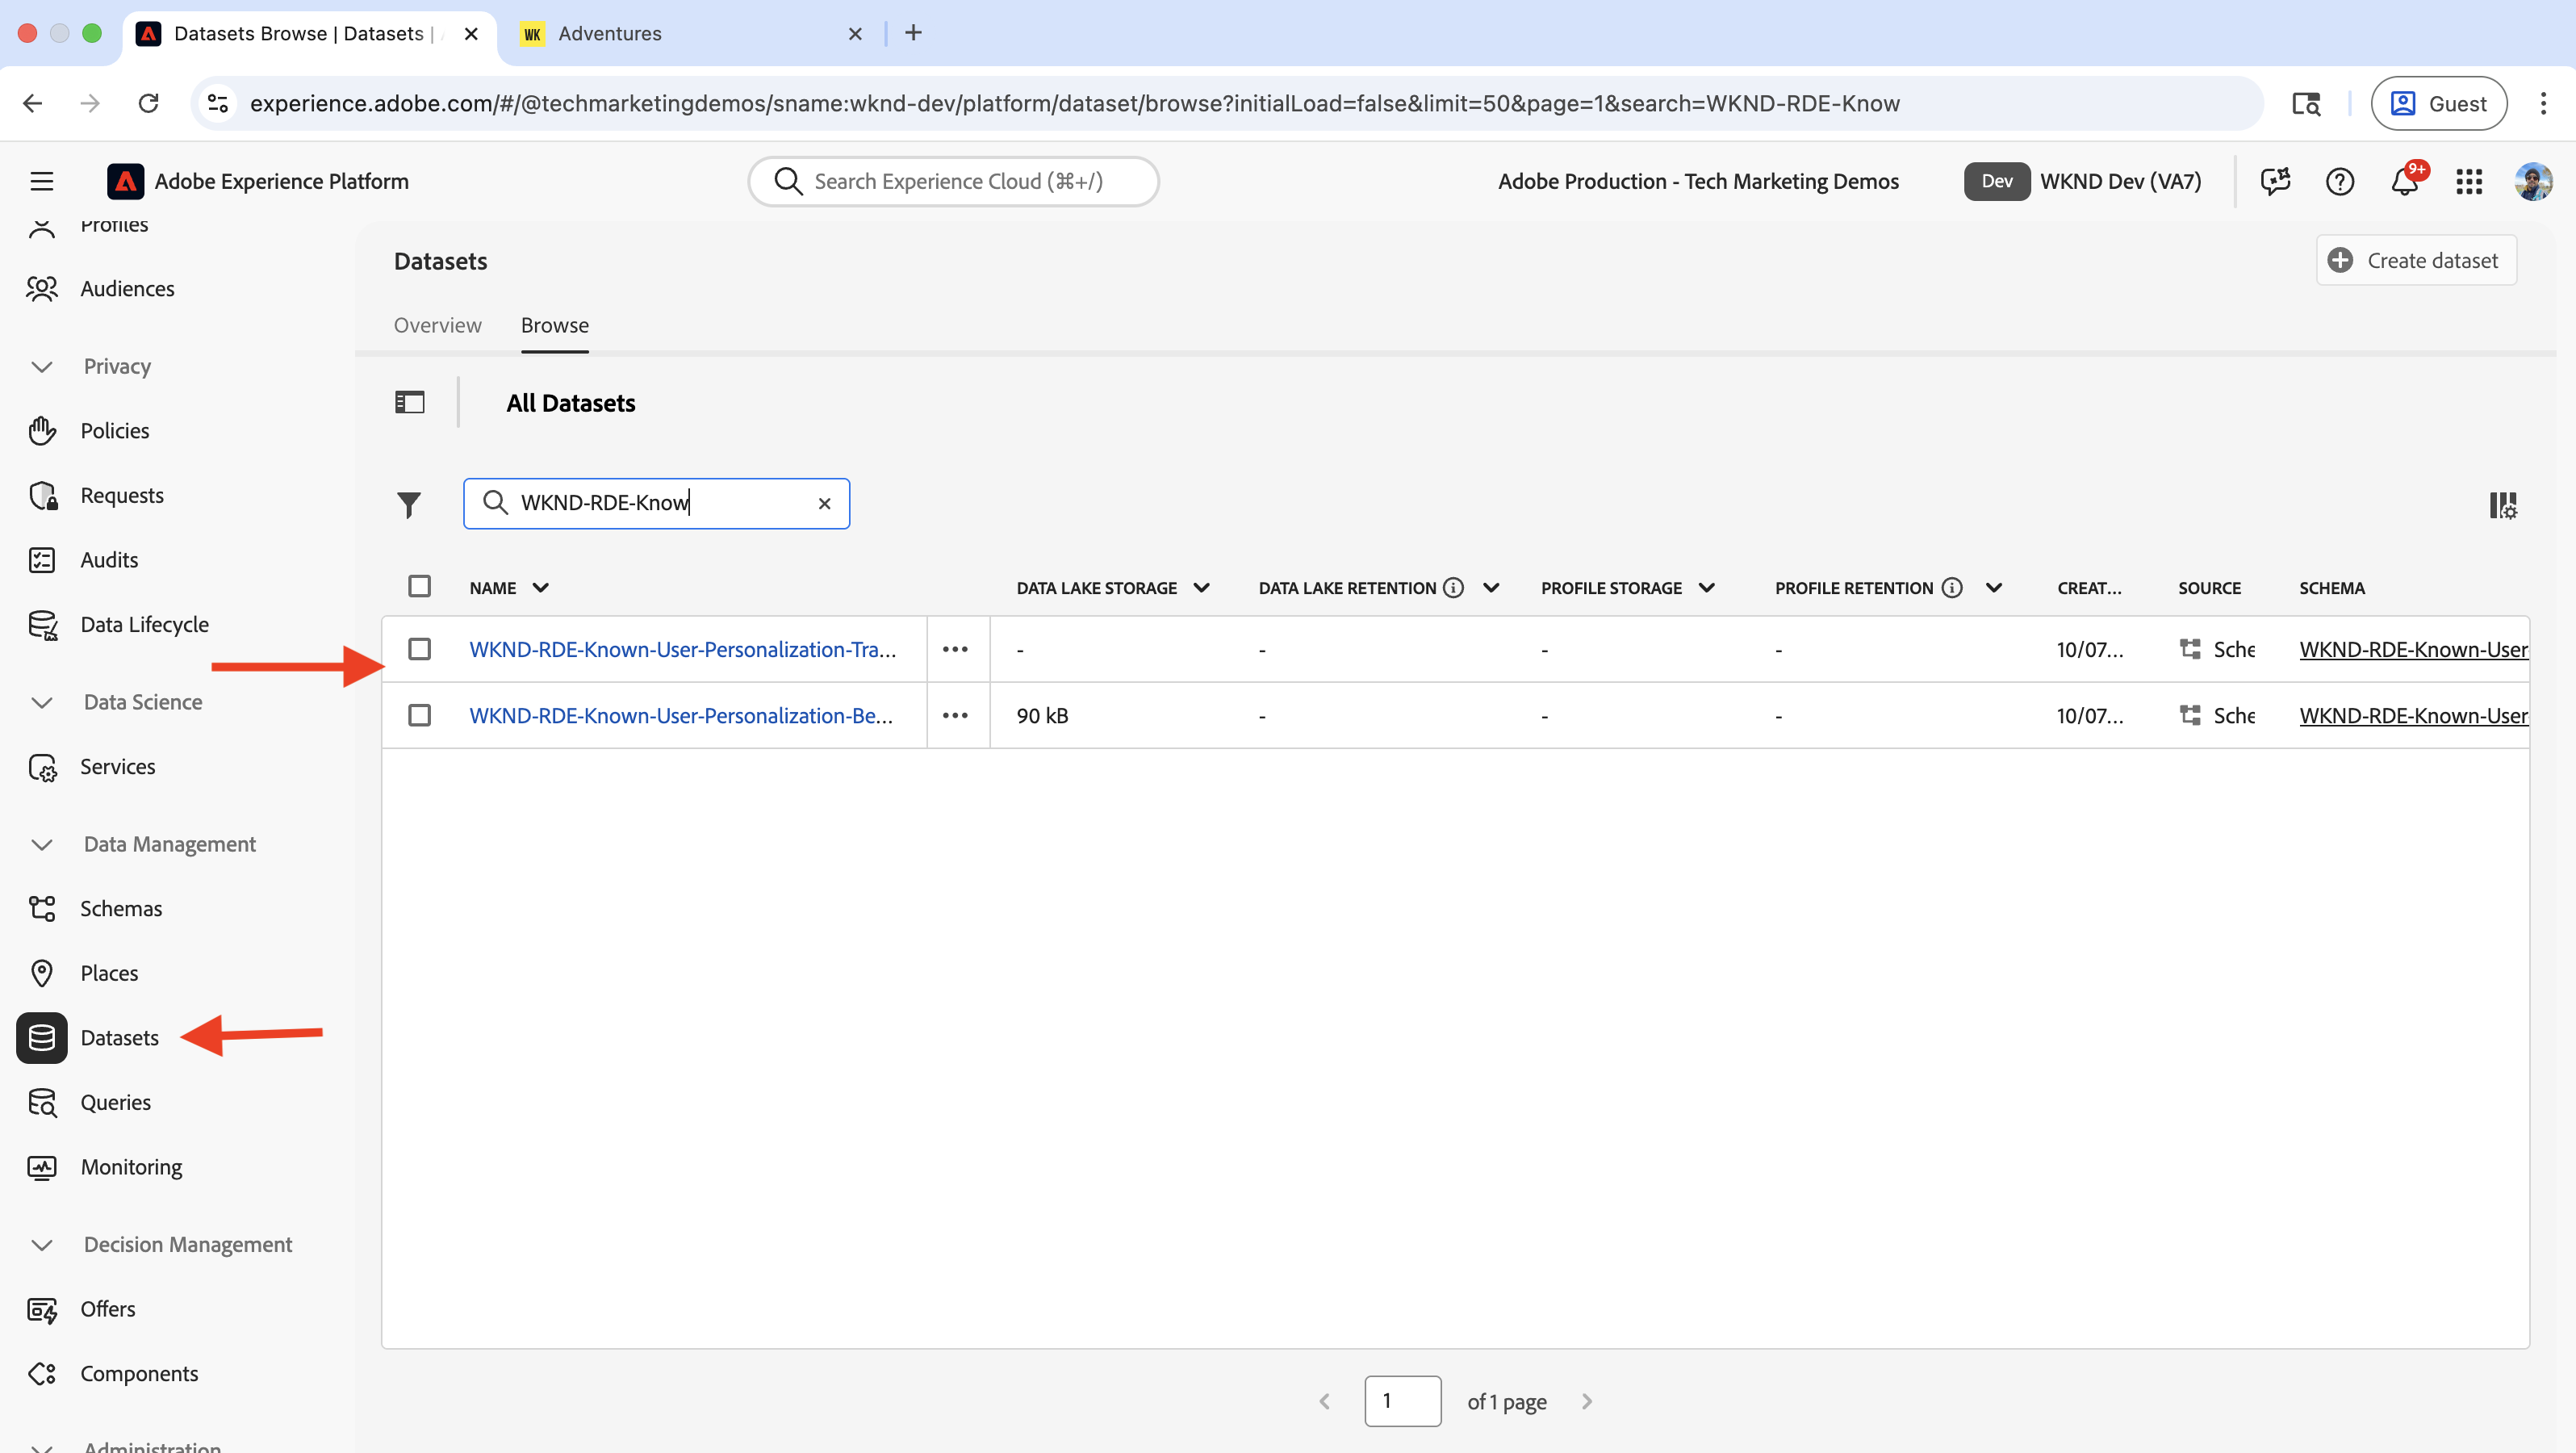 Datasets Browse | Datasets |
WK Adventures
experience.adobe.com/#/@techmarketingdemos/sname:wknd-dev/platform/dataset/browse?initialLoad=false&limit=50&page=1&search=WKND-RDE-Know
Guest
Adobe Experience Platform
Search Experience Cloud (⌘+/)
Adobe Production - Tech Marketing Demos
Dev WKND Dev (VA7)
9+
Profiles
Audiences
Privacy
Policies
Requests
Audits
Data Lifecycle
Data Science
Services
Data Management
Schemas
Places
Datasets
Queries
Monitoring
Decision Management
Offers
Components
Administration
Datasets
Create dataset
Overview Browse
All Datasets
WKND-RDE-Know
NAME DATA LAKE STORAGE DATA LAKE RETENTION PROFILE STORAGE PROFILE RETENTION CREAT... SOURCE SCHEMA
WKND-RDE-Known-User-Personalization-Tra... - - - - 10/07... Sche WKND-RDE-Known-User
WKND-RDE-Known-User-Personalization-Be... 90 kB - - - 10/07... Sche WKND-RDE-Known-User
1 of 1 page